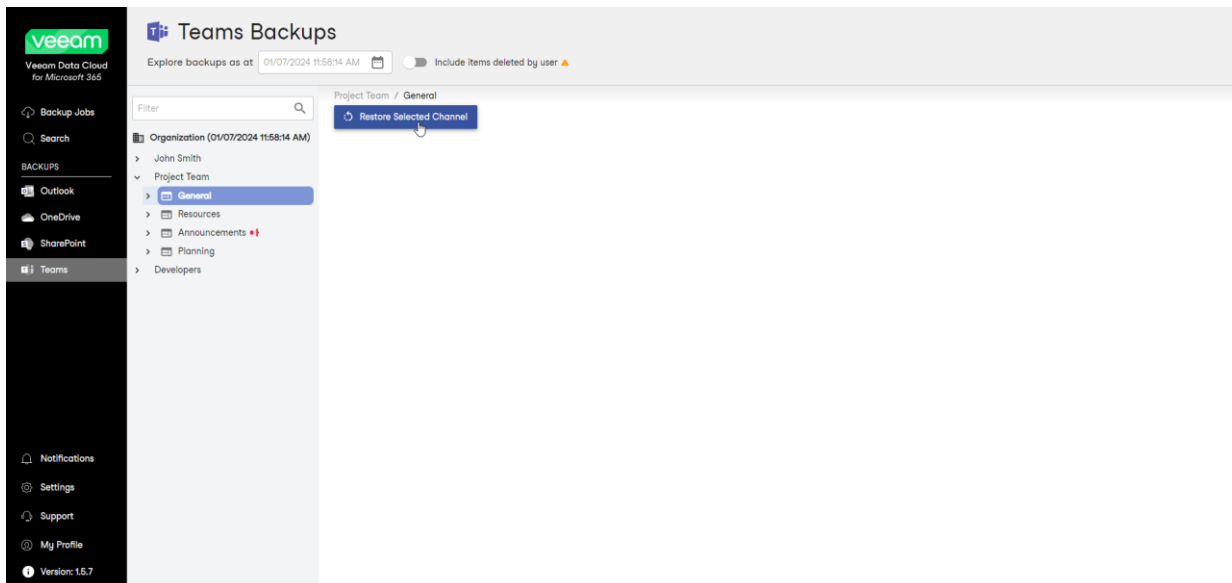 veeam
Veeam Data Cloud
for Microsoft 365
Backup Jobs
Search
BACKUPS
Outlook
OneDrive
SharePoint
Teams
Notifications
Settings
Support
My Profile
Version: 1.5.7
Teams Backups
Explore backups as at 01/07/2024 11:58:14 AM Include items deleted by user
Filter
Organization (01/07/2024 11:58:14 AM)
John Smith
Project Team
General
Resources
Announcements
Planning
Developers
Project Team / General
Restore Selected Channel